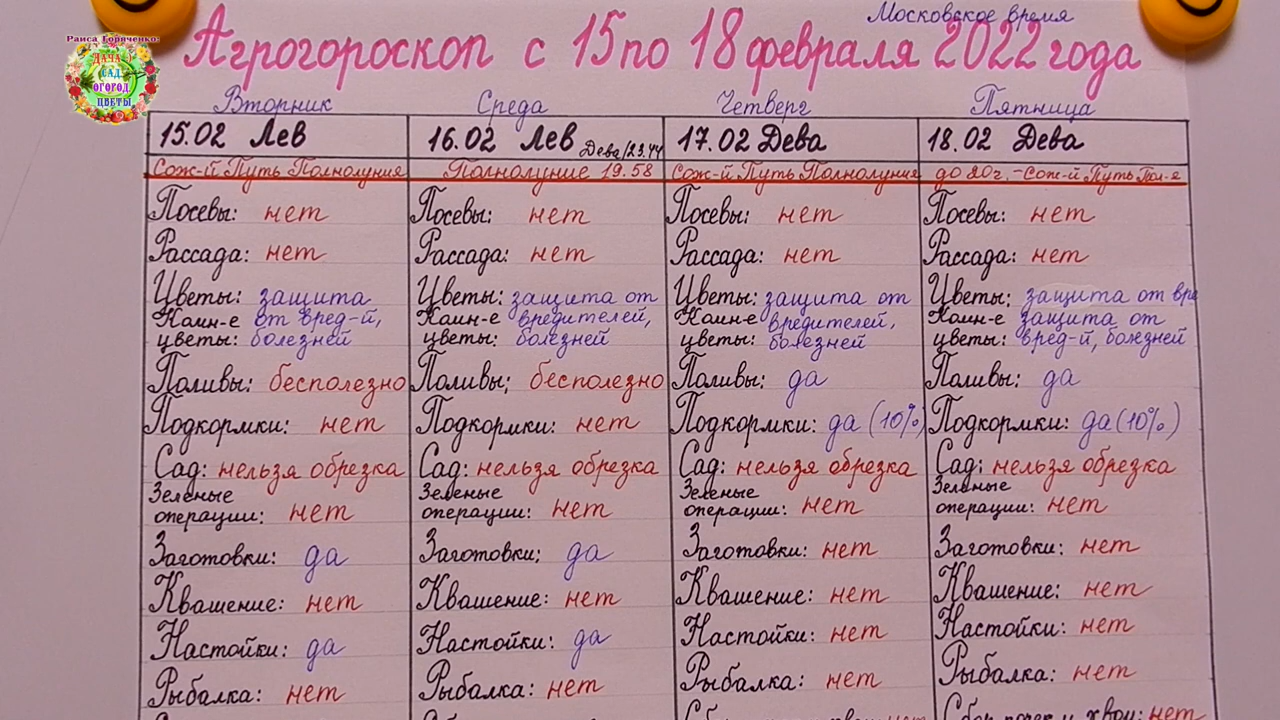 Московское время
Раиса Горяченко:
ДАЧА
САД,
ОГОРОД,
ЦВЕТЫ
Агрогороскоп с 15 по 18 февраля 2022 года
Вторник Среда Четверг Пятница
15.02 Лев 16.02 Лев Дева/23.44 17.02 Дева 18.02 Дева
Сож-й Путь Полнолуния Полнолуние 19.58 Сож-й Путь Полнолуния до 20ч. – Сож-й Путь Пол-я
Посевы: нет Посевы: нет Посевы: нет Посевы: нет
Рассада: нет Рассада: нет Рассада: нет Рассада: нет
Цветы: защита Цветы: защита от Цветы: защита от Цветы: защита от вре
Комн-е от вред-й, Комн-е вредителей, Комн-е вредителей, Комн-е защита от
цветы: болезней цветы: болезней цветы: болезней цветы: вред-й, болезней
Поливы: бесполезно Поливы: бесполезно Поливы: да Поливы: да
Подкормки: нет Подкормки: нет Подкормки: да (10%) Подкормки: да (10%)
Сад: нельзя обрезка Сад: нельзя обрезка Сад: нельзя обрезка Сад: нельзя обрезка
Зеленые Зеленые Зеленые Зеленые
операции: нет операции: нет операции: нет операции: нет
Заготовки: да Заготовки: да Заготовки: нет Заготовки: нет
Квашение: нет Квашение: нет Квашение: нет Квашение: нет
Настойки: да Настойки: да Настойки: нет Настойки: нет
Рыбалка: нет Рыбалка: нет Рыбалка: нет Рыбалка: нет
Сбор почек и хвои: нет